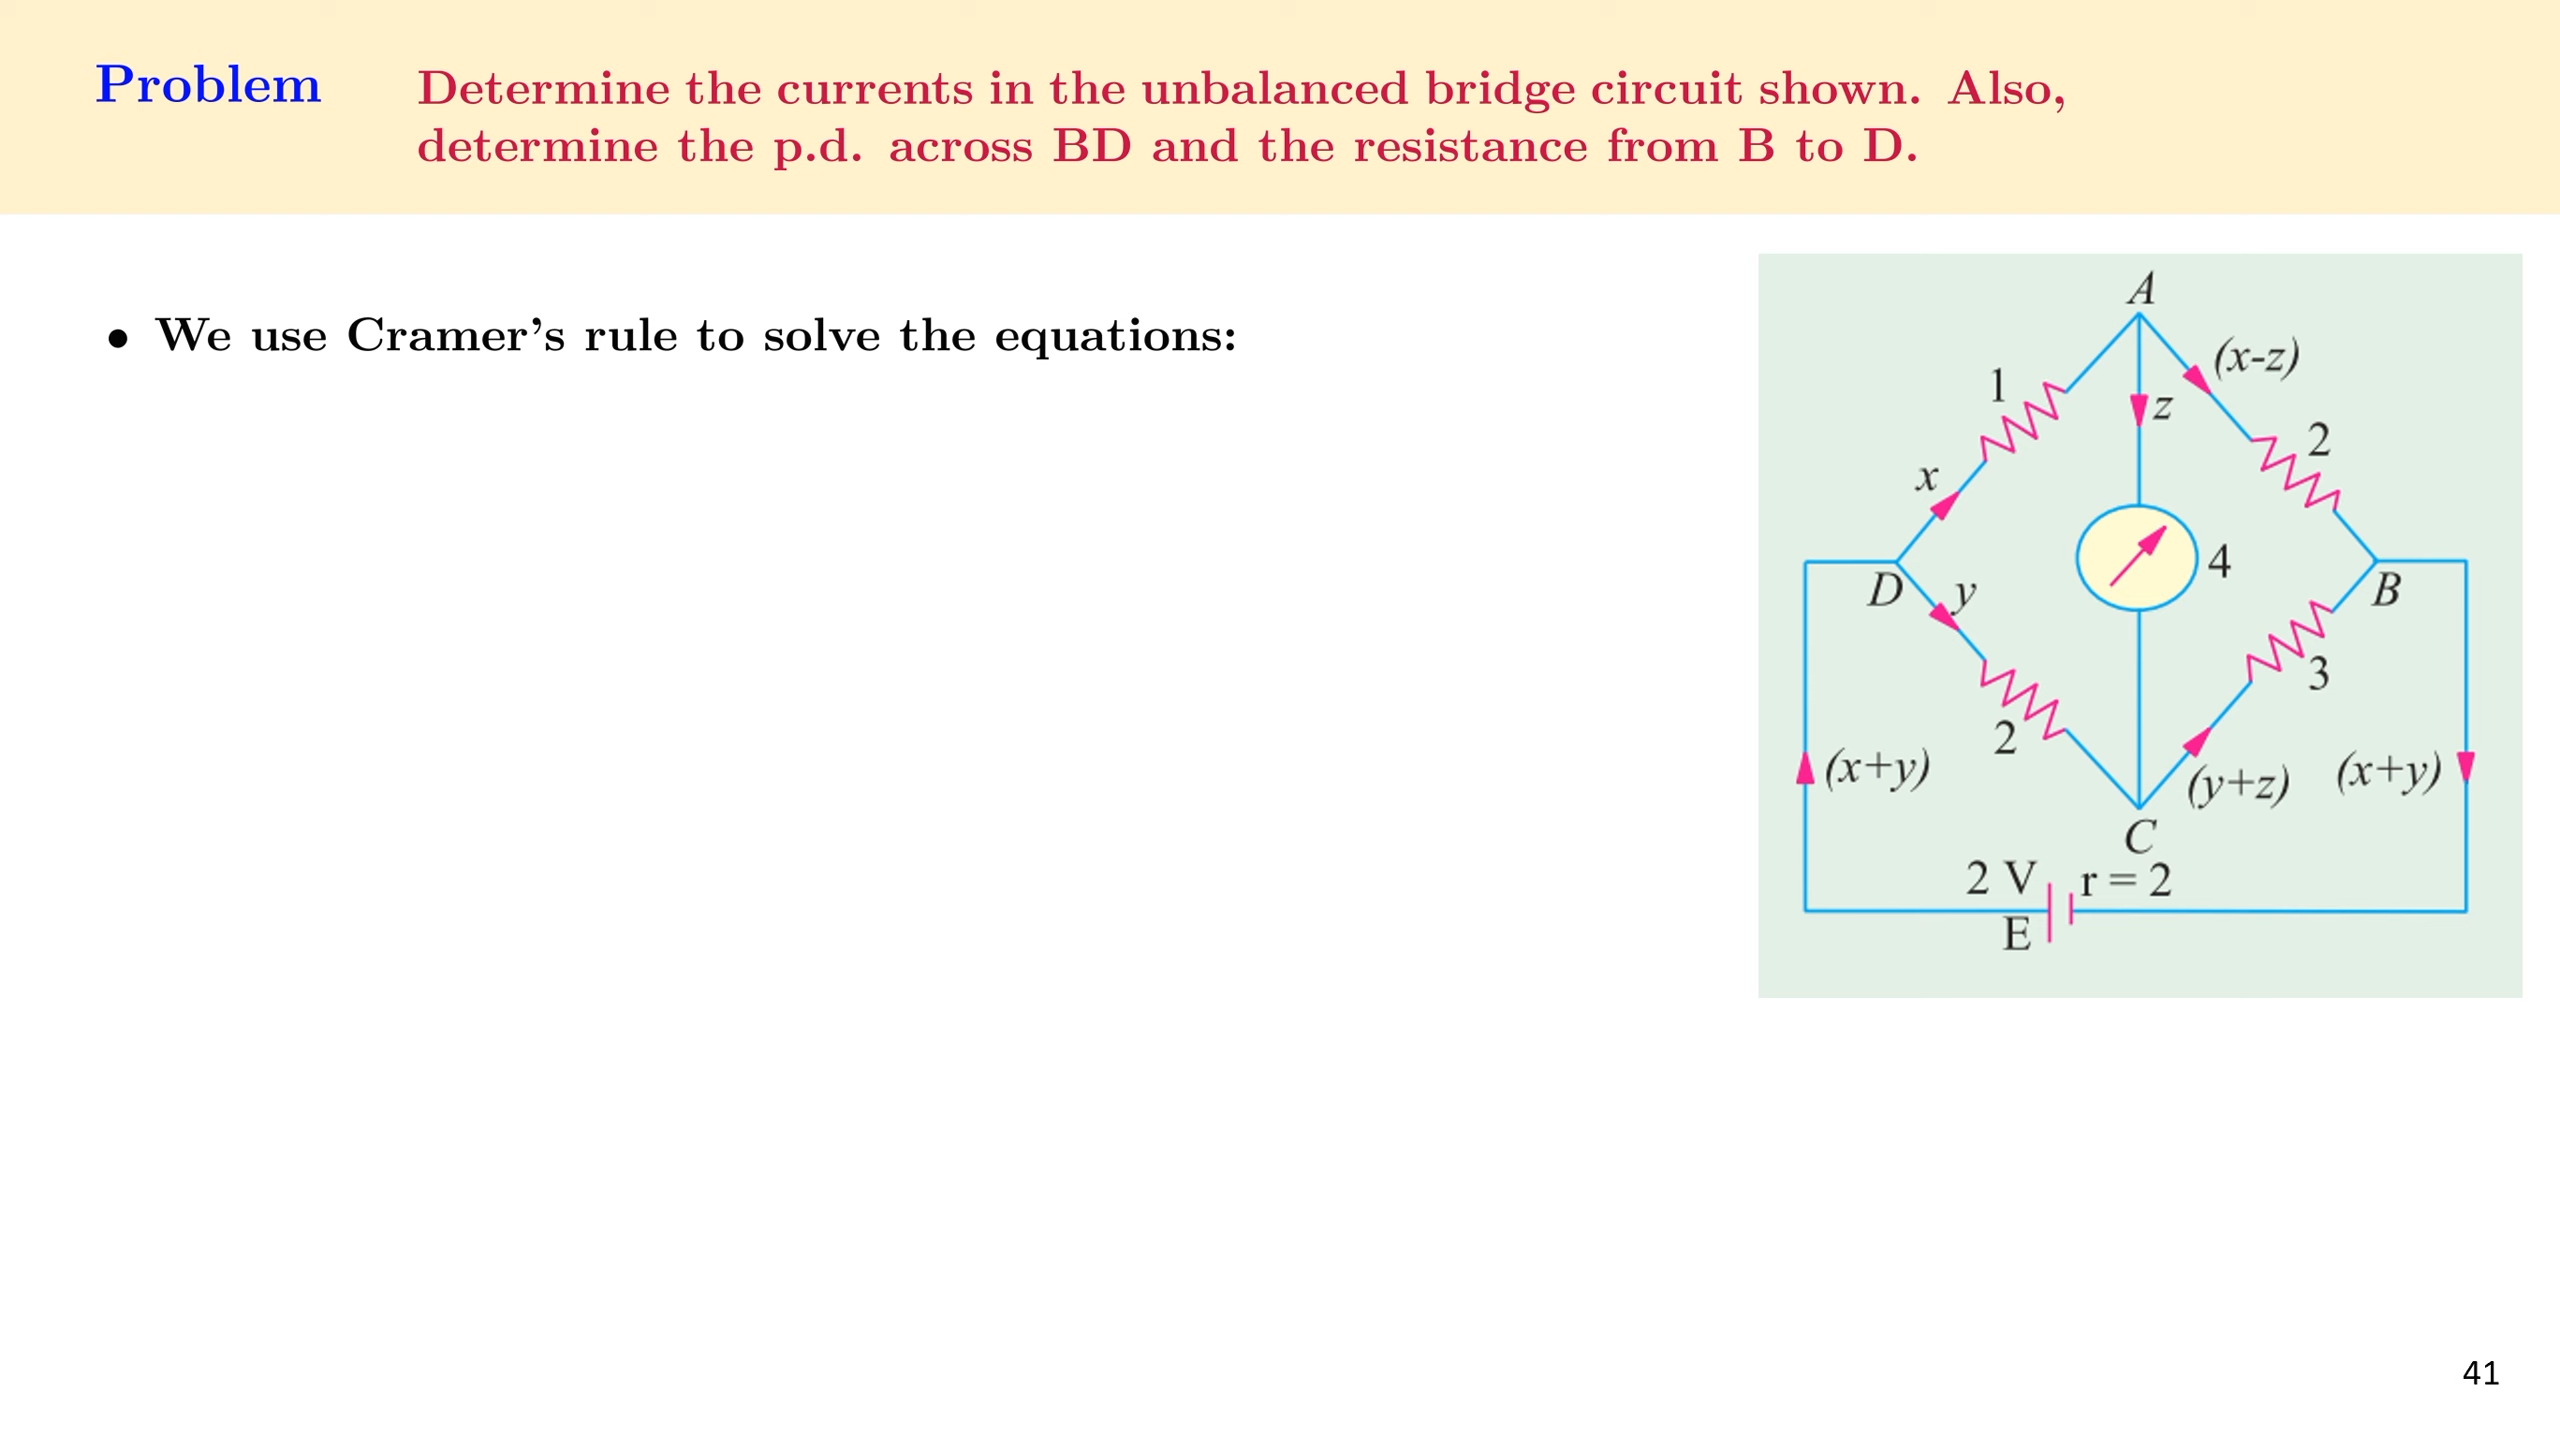 Problem
Determine the currents in the unbalanced bridge circuit shown. Also,
determine the p.d. across BD and the resistance from B to D.
• We use Cramer's rule to solve the equations:
A
(x-z)
1
z
2
x
4
D
y
B
3
2
(x+y)
(y+z)
(x+y)
C
2 V
r = 2
E
41